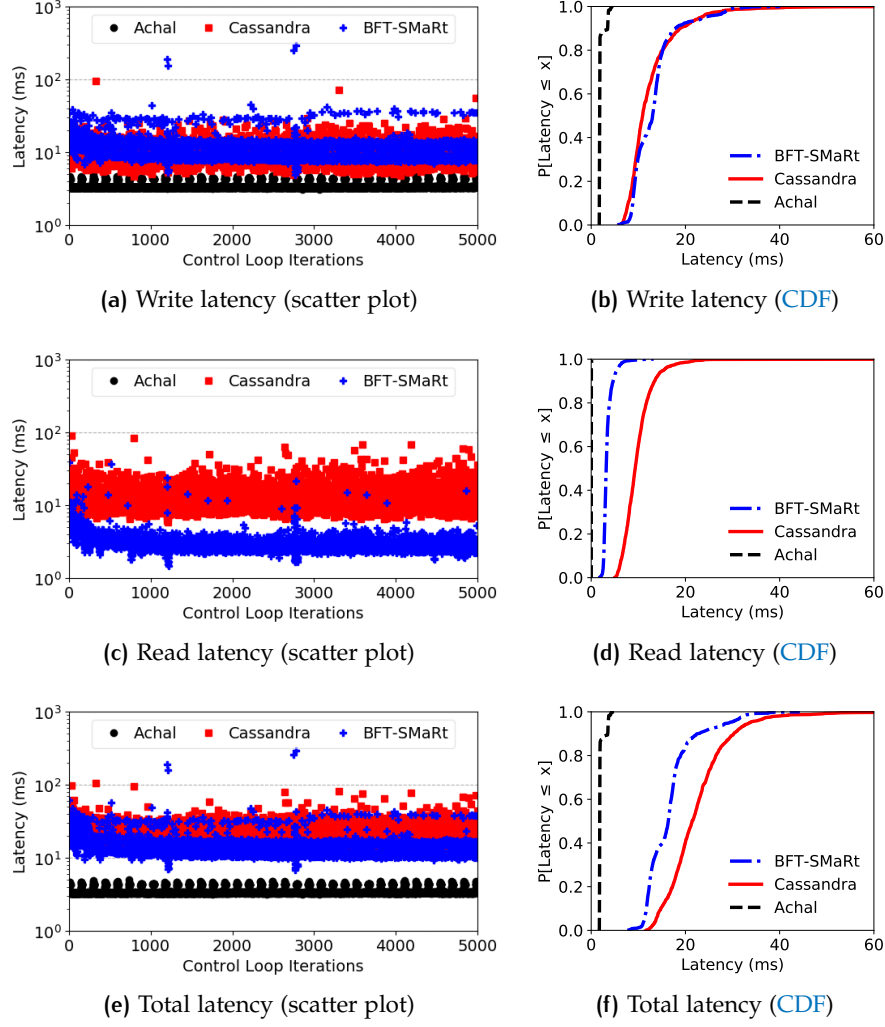 Achal Cassandra BFT-SMaRt
10³
10²
10¹
10⁰
Latency (ms)
0 1000 2000 3000 4000 5000
Control Loop Iterations
(a) Write latency (scatter plot)
1.0
0.8
0.6
0.4
0.2
0.0
P[Latency ≤ x]
BFT-SMaRt
Cassandra
Achal
0 20 40 60
Latency (ms)
(b) Write latency (CDF)
Achal Cassandra BFT-SMaRt
10³
10²
10¹
10⁰
Latency (ms)
0 1000 2000 3000 4000 5000
Control Loop Iterations
(c) Read latency (scatter plot)
1.0
0.8
0.6
0.4
0.2
0.0
P[Latency ≤ x]
BFT-SMaRt
Cassandra
Achal
0 20 40 60
Latency (ms)
(d) Read latency (CDF)
Achal Cassandra BFT-SMaRt
10³
10²
10¹
10⁰
Latency (ms)
0 1000 2000 3000 4000 5000
Control Loop Iterations
(e) Total latency (scatter plot)
1.0
0.8
0.6
0.4
0.2
0.0
P[Latency ≤ x]
BFT-SMaRt
Cassandra
Achal
0 20 40 60
Latency (ms)
(f) Total latency (CDF)